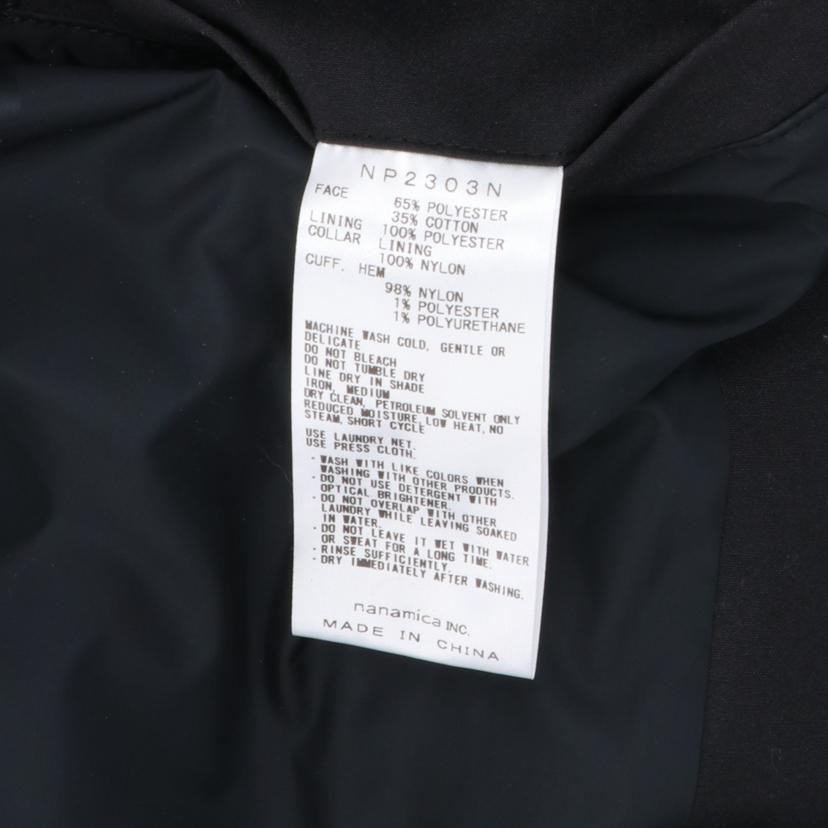 NP2303N
FACE
65% POLYESTER
35% COTTON
LINING 100% POLYESTER
COLLAR LINING
100% NYLON
CUFF. HEM
98% NYLON
1% POLYESTER
1% POLYURETHANE
MACHINE WASH COLD, GENTLE OR
DELICATE
DO NOT BLEACH
DO NOT TUMBLE DRY
LINE DRY IN SHADE
IRON, MEDIUM
DRY CLEAN, PETROLEUM SOLVENT ONLY
REDUCED MOISTURE, LOW HEAT, NO
STEAM, SHORT CYCLE
USE LAUNDRY NET.
USE PRESS CLOTH.
・WASH WITH LIKE COLORS WHEN
WASHING WITH OTHER PRODUCTS.
・DO NOT USE DETERGENT WITH
OPTICAL BRIGHTENER.
・DO NOT OVERLAP WITH OTHER
LAUNDRY WHILE LEAVING SOAKED
IN WATER.
・DO NOT LEAVE IT WET WITH WATER
OR SWEAT FOR A LONG TIME.
・RINSE SUFFICIENTLY.
・DRY IMMEDIATELY AFTER WASHING.
nanamica INC.
MADE IN CHINA